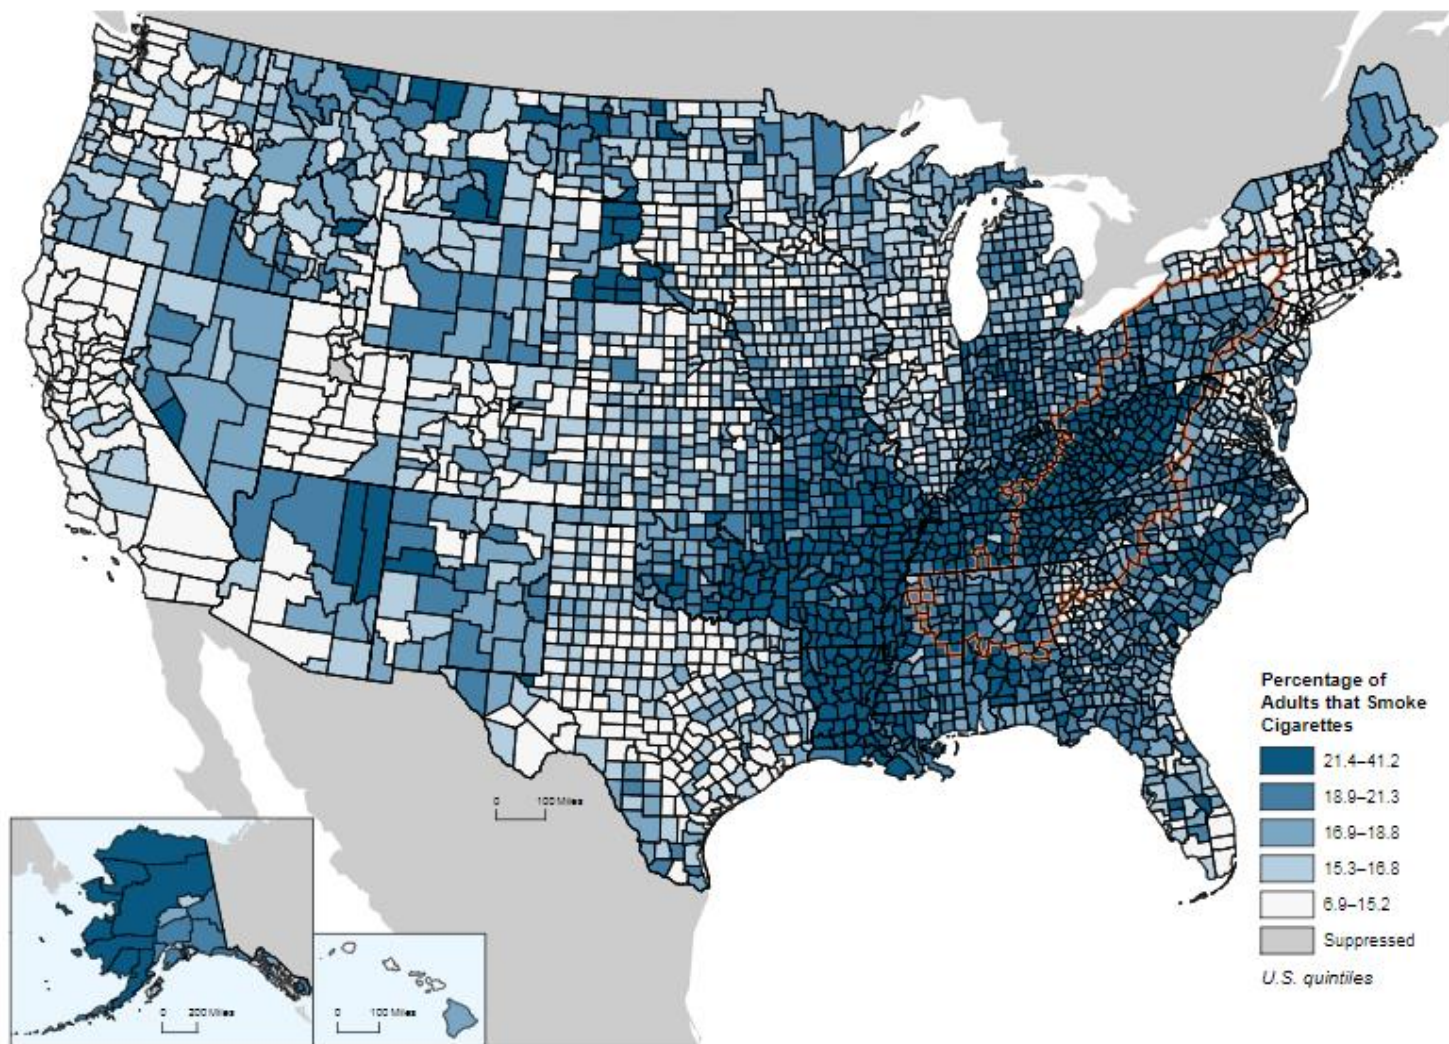 0 100 Miles
Percentage of
Adults that Smoke
Cigarettes
21.4–41.2
18.9–21.3
16.9–18.8
15.3–16.8
6.9–15.2
Suppressed
U.S. quintiles
0 200 Miles
0 100 Miles